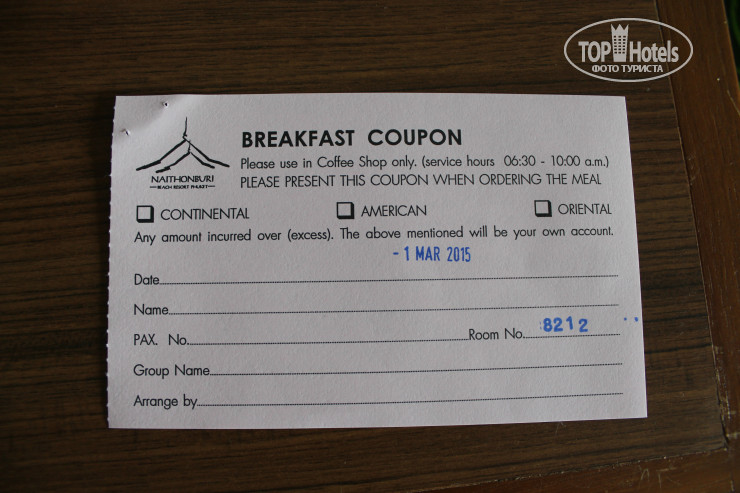 TOP Hotels
ФОТО ТУРИСТА
BREAKFAST COUPON
Please use in Coffee Shop only. (service hours 06:30 - 10:00 a.m.)
PLEASE PRESENT THIS COUPON WHEN ORDERING THE MEAL
NAITHONBURI
BEACH RESORT PHUKET
CONTINENTAL AMERICAN ORIENTAL
Any amount incurred over (excess). The above mentioned will be your own account.
- 1 MAR 2015
Date
Name
PAX. No. Room No. 8212
Group Name
Arrange by